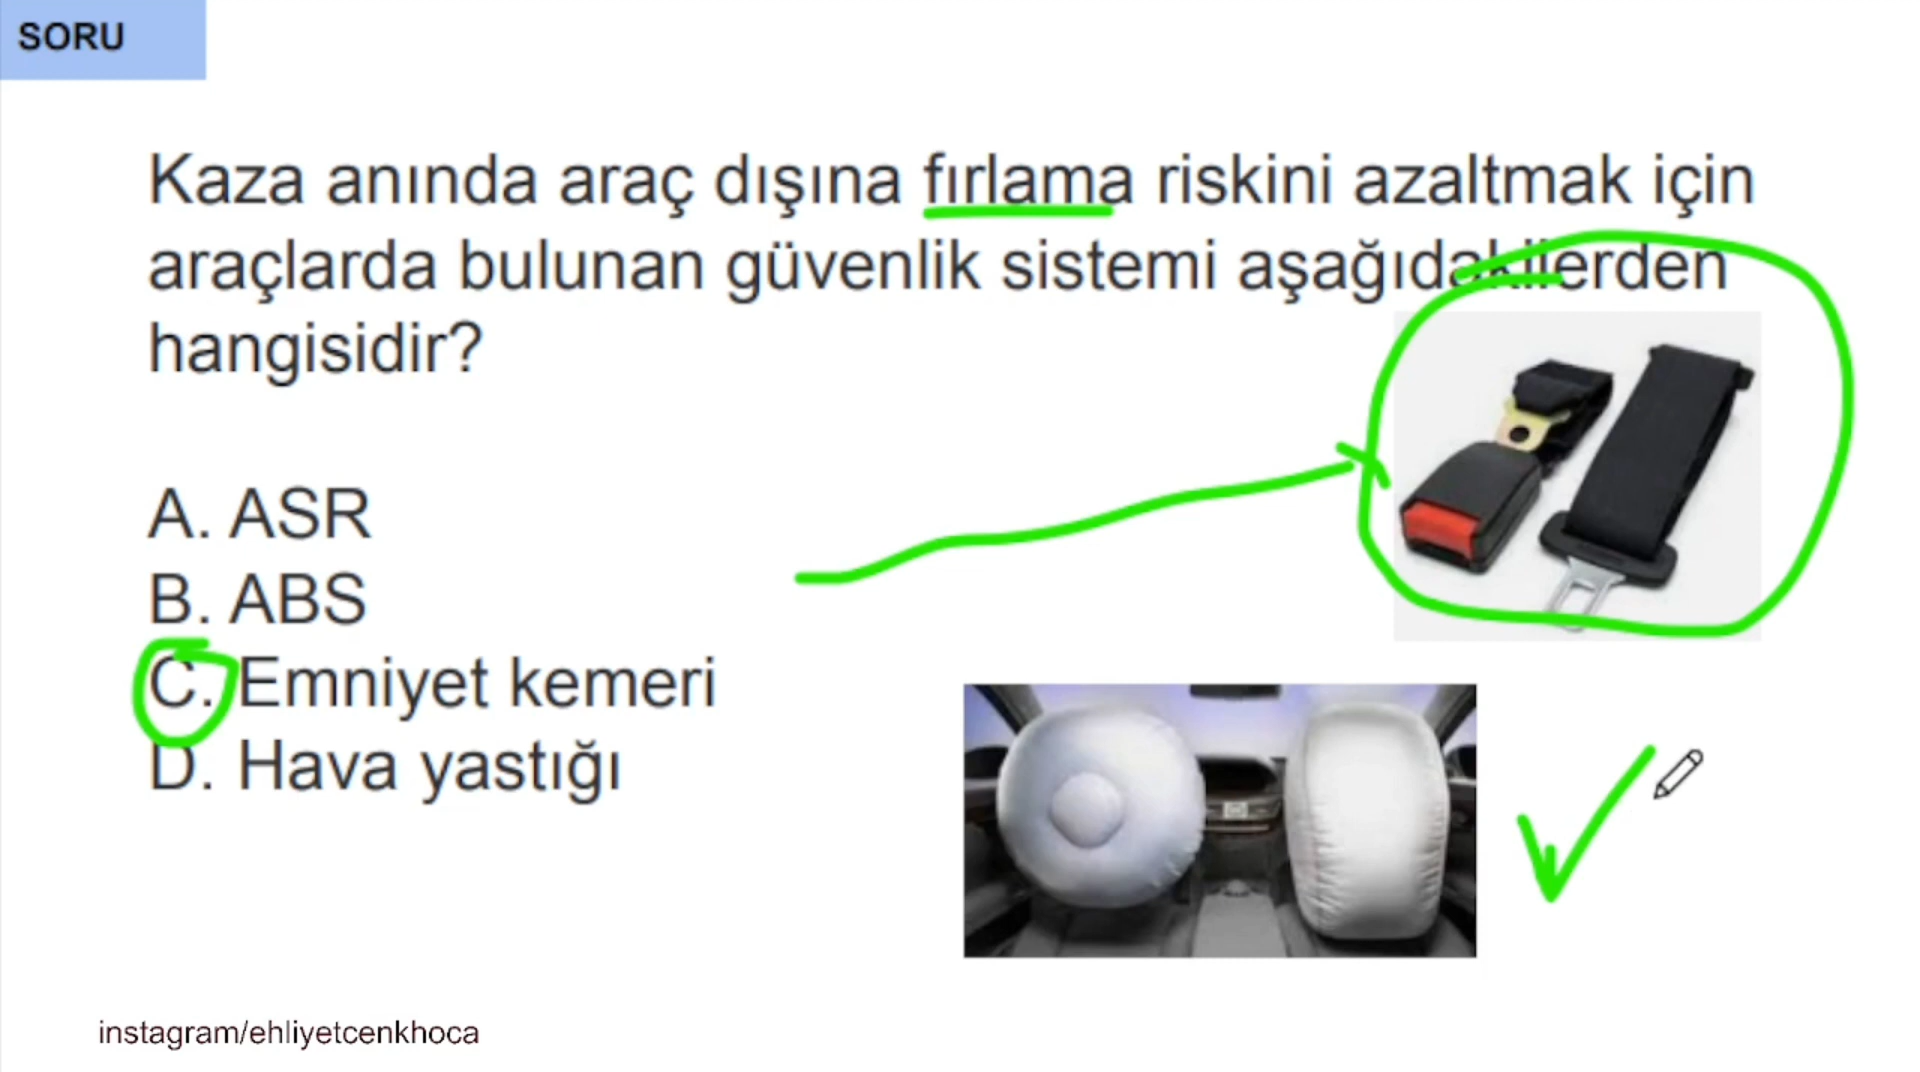 SORU
Kaza anında araç dışına fırlama riskini azaltmak için
araçlarda bulunan güvenlik sistemi aşağıdakilerden
hangisidir?
A. ASR
B. ABS
C. Emniyet kemeri
D. Hava yastığı
instagram/ehliyetcenkhoca